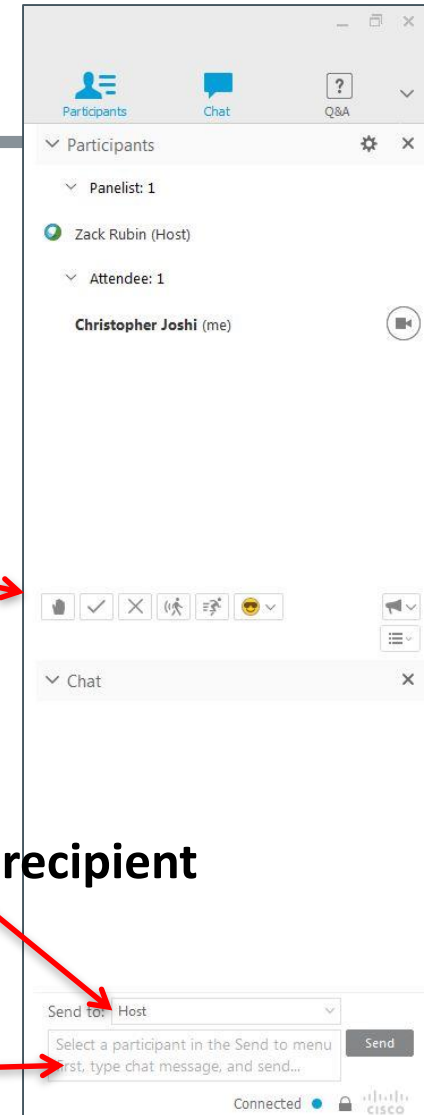 Participants Chat ? Q&A
Participants
Panelist: 1
Zack Rubin (Host)
Attendee: 1
Christopher Joshi (me)
Chat
recipient
Send to: Host
Select a participant in the Send to menu
first, type chat message, and send...
Send
Connected
cisco